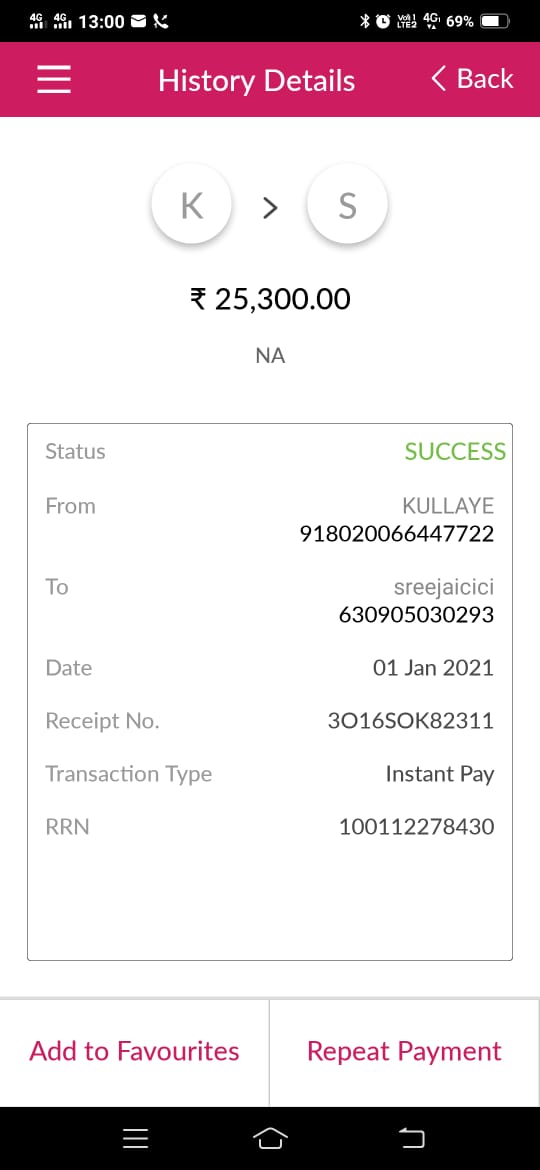 4G 4G 13:00 4G 69%
History Details Back
K > S
₹ 25,300.00
NA
Status SUCCESS
From KULLAYE
918020066447722
To sreejaicici
630905030293
Date 01 Jan 2021
Receipt No. 3O16SOK82311
Transaction Type Instant Pay
RRN 100112278430
Add to Favourites Repeat Payment